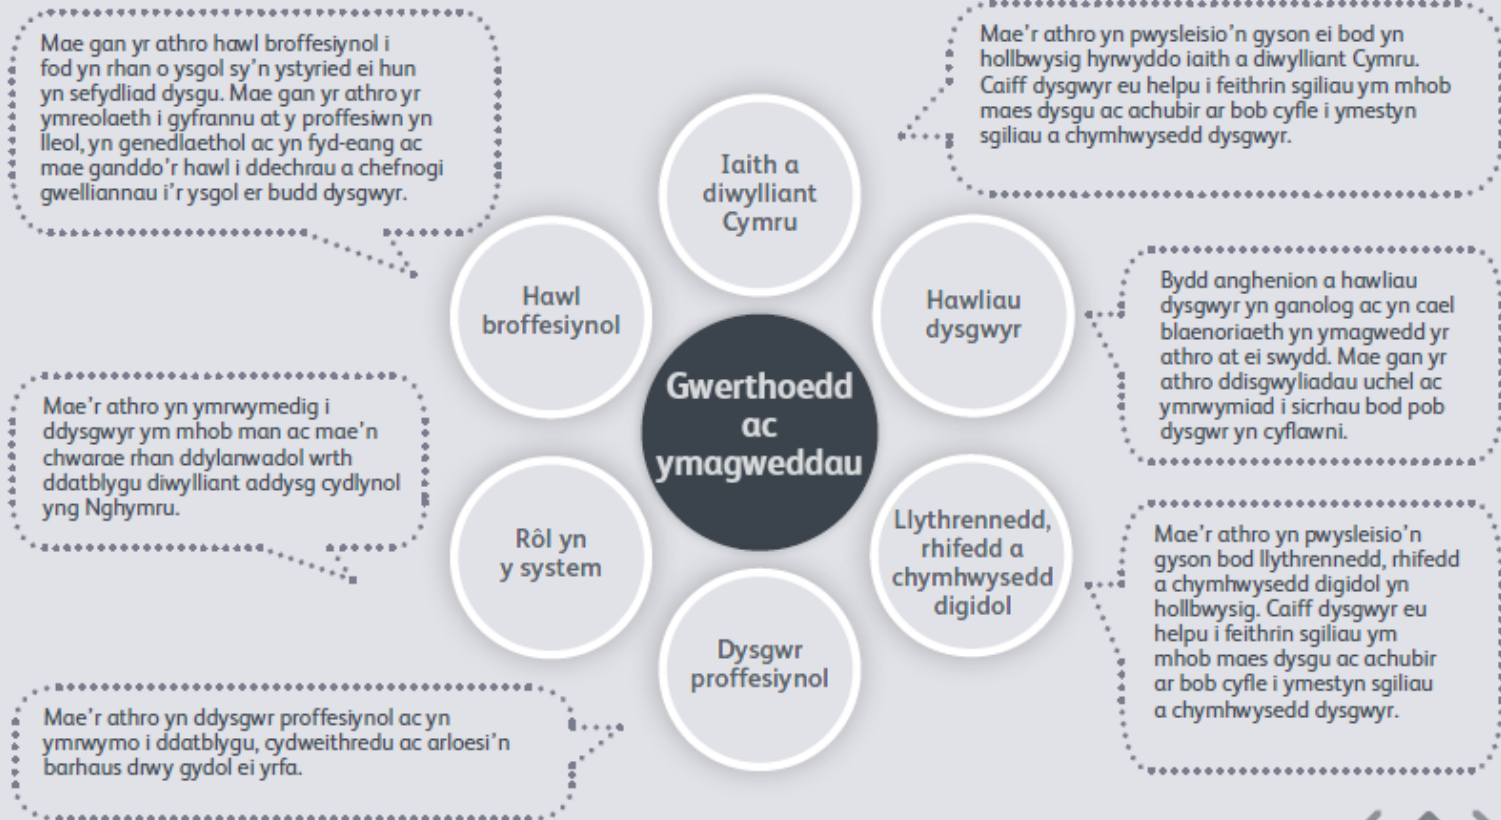 Mae gan yr athro hawl broffesiynol i
fod yn rhan o ysgol sy'n ystyried ei hun
yn sefydliad dysgu. Mae gan yr athro yr
ymreolaeth i gyfrannu at y proffesiwn yn
lleol, yn genedlaethol ac yn fyd-eang ac
mae ganddo'r hawl i ddechrau a chefnogi
gwelliannau i'r ysgol er budd dysgwyr.
Mae'r athro yn pwysleisio'n gyson ei bod yn
hollbwysig hyrwyddo iaith a diwylliant Cymru.
Caiff dysgwyr eu helpu i feithrin sgiliau ym mhob
maes dysgu ac achubir ar bob cyfle i ymestyn
sgiliau a chymhwysedd dysgwyr.
Iaith a
diwylliant
Cymru
Hawl
broffesiynol
Hawliau
dysgwyr
Bydd anghenion a hawliau
dysgwyr yn ganolog ac yn cael
blaenoriaeth yn ymagwedd yr
athro at ei swydd. Mae gan yr
athro ddisgwyliadau uchel ac
ymrwymiad i sicrhau bod pob
dysgwr yn cyflawni.
Gwerthoedd
ac
ymagweddau
Mae'r athro yn ymrwymedig i
ddysgwyr ym mhob man ac mae'n
chwarae rhan ddylanwadol wrth
ddatblygu diwylliant addysg cydlynol
yng Nghymru.
Rôl yn
y system
Llythrennedd,
rhifedd a
chymhwysedd
digidol
Mae'r athro yn pwysleisio'n
gyson bod llythrennedd, rhifedd
a chymhwysedd digidol yn
hollbwysig. Caiff dysgwyr eu
helpu i feithrin sgiliau ym
mhob maes dysgu ac achubir
ar bob cyfle i ymestyn sgiliau
a chymhwysedd dysgwyr.
Dysgwr
proffesiynol
Mae'r athro yn ddysgwr proffesiynol ac yn
ymrwymo i ddatblygu, cydweithredu ac arloesi'n
barhaus drwy gydol ei yrfa.